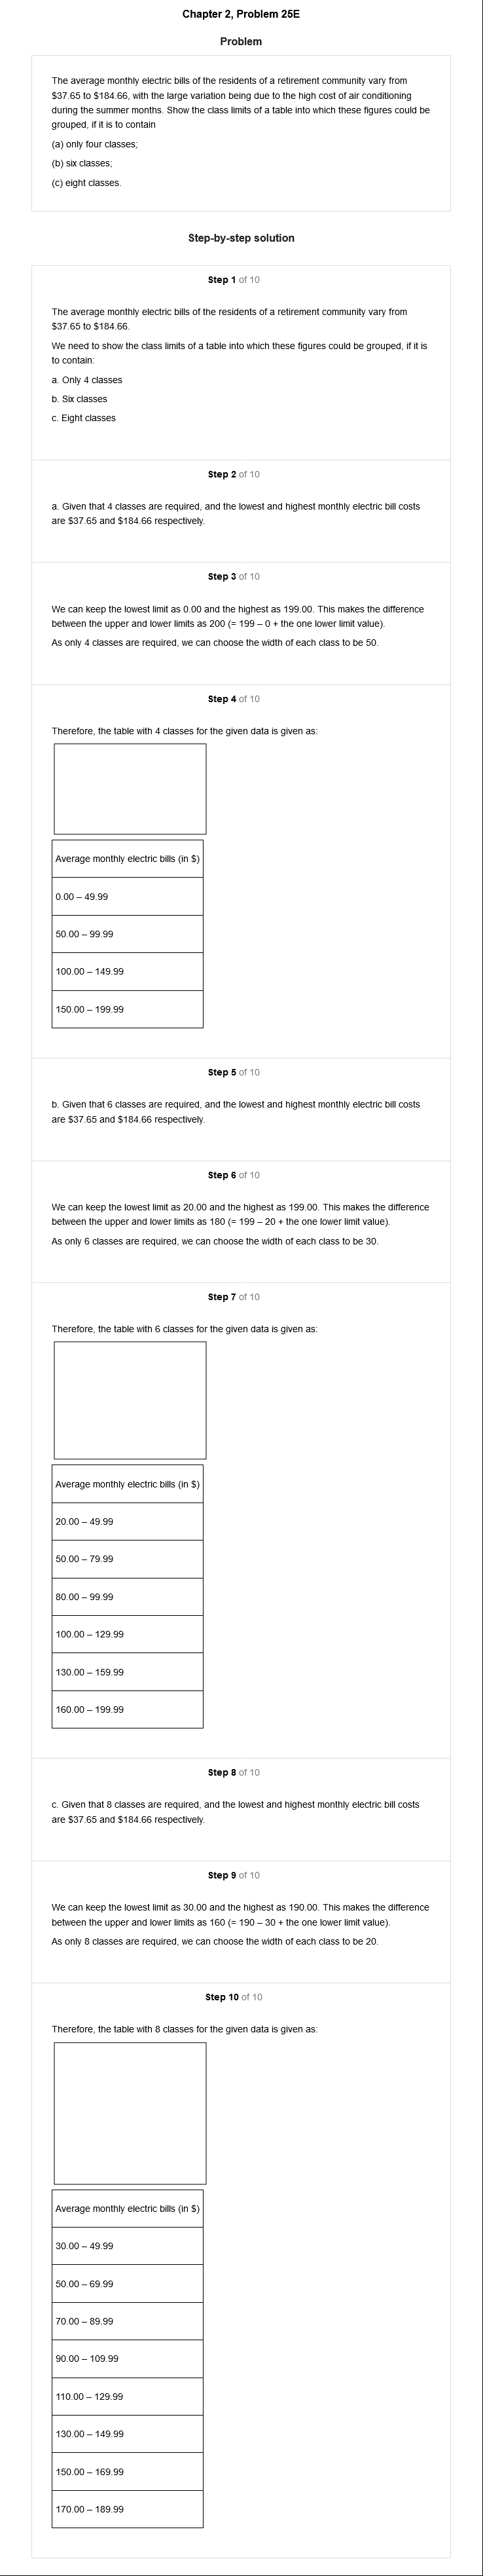 Chapter 2, Problem 25E
Problem
The average monthly electric bills of the residents of a retirement community vary from
$37.65 to $184.66, with the large variation being due to the high cost of air conditioning
during the summer months. Show the class limits of a table into which these figures could be
grouped, if it is to contain
(a) only four classes;
(b) six classes;
(c) eight classes.
Step-by-step solution
Step 1 of 10
The average monthly electric bills of the residents of a retirement community vary from
$37.65 to $184.66.
We need to show the class limits of a table into which these figures could be grouped, if it is
to contain:
a. Only 4 classes
b. Six classes
c. Eight classes
Step 2 of 10
a. Given that 4 classes are required, and the lowest and highest monthly electric bill costs
are $37.65 and $184.66 respectively.
Step 3 of 10
We can keep the lowest limit as 0.00 and the highest as 199.00. This makes the difference
between the upper and lower limits as 200 (= 199 – 0 + the one lower limit value).
As only 4 classes are required, we can choose the width of each class to be 50.
Step 4 of 10
Therefore, the table with 4 classes for the given data is given as:
Average monthly electric bills (in $)
0.00 – 49.99
50.00 – 99.99
100.00 – 149.99
150.00 – 199.99
Step 5 of 10
b. Given that 6 classes are required, and the lowest and highest monthly electric bill costs
are $37.65 and $184.66 respectively.
Step 6 of 10
We can keep the lowest limit as 20.00 and the highest as 199.00. This makes the difference
between the upper and lower limits as 180 (= 199 – 20 + the one lower limit value).
As only 6 classes are required, we can choose the width of each class to be 30.
Step 7 of 10
Therefore, the table with 6 classes for the given data is given as:
Average monthly electric bills (in $)
20.00 – 49.99
50.00 – 79.99
80.00 – 99.99
100.00 – 129.99
130.00 – 159.99
160.00 – 199.99
Step 8 of 10
c. Given that 8 classes are required, and the lowest and highest monthly electric bill costs
are $37.65 and $184.66 respectively.
Step 9 of 10
We can keep the lowest limit as 30.00 and the highest as 190.00. This makes the difference
between the upper and lower limits as 160 (= 190 – 30 + the one lower limit value).
As only 8 classes are required, we can choose the width of each class to be 20.
Step 10 of 10
Therefore, the table with 8 classes for the given data is given as:
Average monthly electric bills (in $)
30.00 – 49.99
50.00 – 69.99
70.00 – 89.99
90.00 – 109.99
110.00 – 129.99
130.00 – 149.99
150.00 – 169.99
170.00 – 189.99